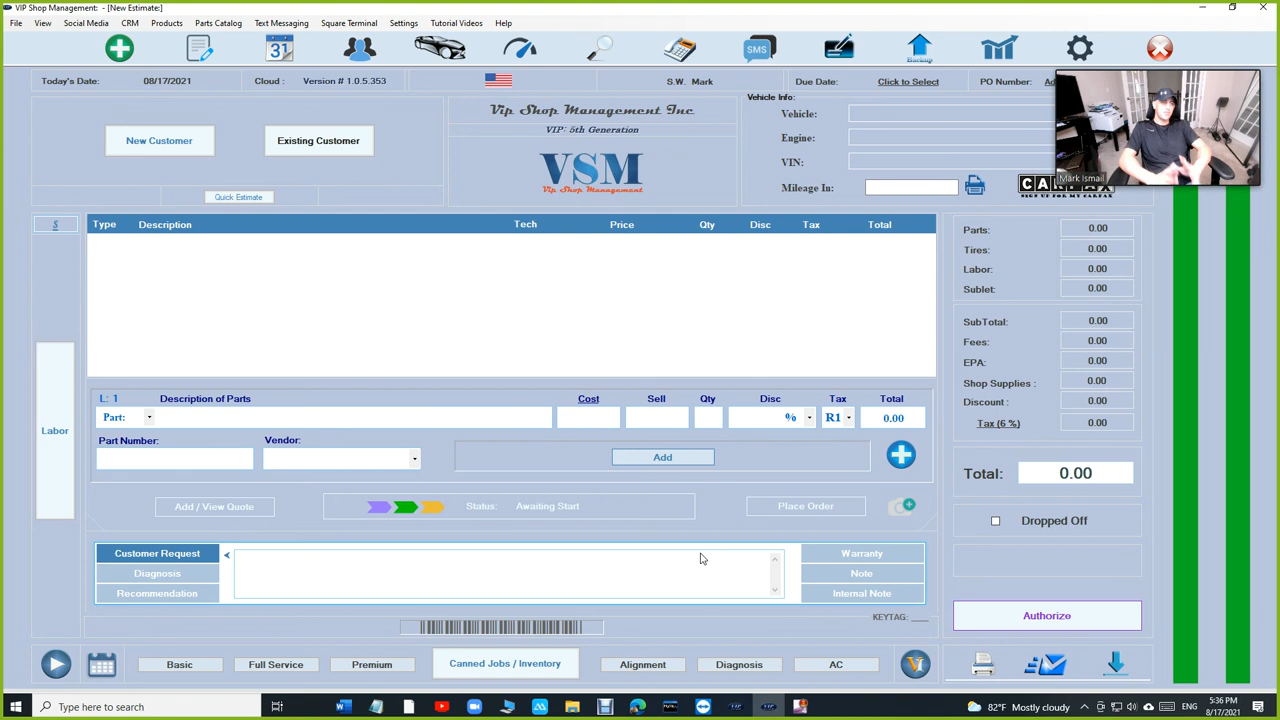 VIP Shop Management: - [New Estimate:]
File View Social Media CRM Products Parts Catalog Text Messaging Square Terminal Settings Tutorial Videos Help
31 SMS Backup
Today's Date: 08/17/2021 Cloud : Version # 1.0.5.353 S.W. Mark Due Date: Click to Select PO Number:
New Customer Existing Customer
Quick Estimate
Vip Shop Management Inc
VIP: 5th Generation
VSM
Vip Shop Management
Vehicle Info:
Vehicle:
Engine:
VIN:
Mileage In:
Mark Ismail
CARFAX
SIGN UP FOR MY CARFAX
S Type Description Tech Price Qty Disc Tax Total
Labor
L: 1 Description of Parts Cost Sell Qty Disc Tax Total
Part: % R1 0.00
Part Number: Vendor:
Add
Add / View Quote Status: Awaiting Start Place Order
Customer Request < Warranty
Diagnosis Note
Recommendation Internal Note
KEYTAG: ____
Parts: 0.00
Tires: 0.00
Labor: 0.00
Sublet: 0.00
SubTotal: 0.00
Fees: 0.00
EPA: 0.00
Shop Supplies : 0.00
Discount : 0.00
Tax (6 %) 0.00
Total: 0.00
Dropped Off
Authorize
Basic Full Service Premium Canned Jobs / Inventory Alignment Diagnosis AC
Type here to search 82°F Mostly cloudy ENG 5:36 PM
8/17/2021